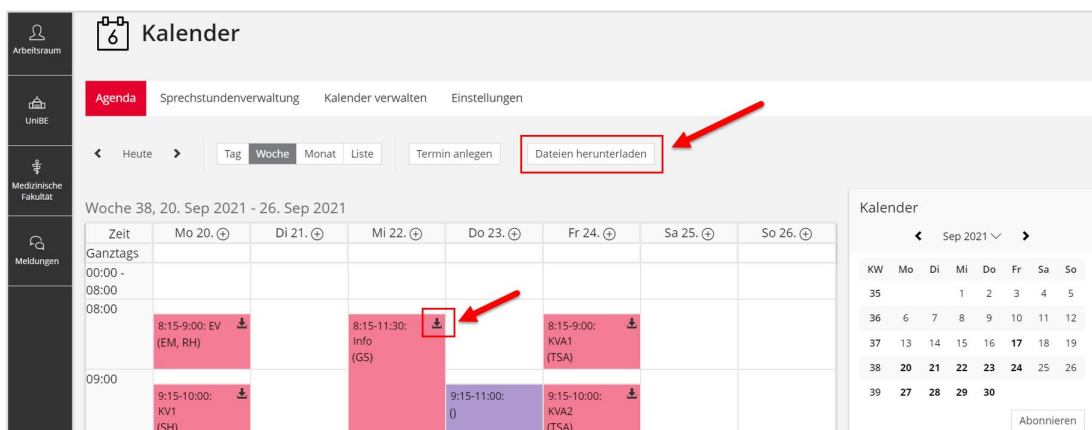 Arbeitsraum
UniBE
Medizinische
Fakultät
Meldungen
6
Kalender
Agenda Sprechstundenverwaltung Kalender verwalten Einstellungen
Heute Tag Woche Monat Liste Termin anlegen Dateien herunterladen
Woche 38, 20. Sep 2021 - 26. Sep 2021
Zeit Mo 20. Di 21. Mi 22. Do 23. Fr 24. Sa 25. So 26.
Ganztags
00:00 -
08:00
08:00
8:15-9:00: EV
(EM, RH)
8:15-11:30:
Info
(GS)
8:15-9:00:
KVA1
(TSA)
09:00
9:15-10:00:
KV1
(SH)
9:15-11:00:
()
9:15-10:00:
KVA2
(TSA)
Kalender
Sep 2021
KW Mo Di Mi Do Fr Sa So
35 1 2 3 4 5
36 6 7 8 9 10 11 12
37 13 14 15 16 17 18 19
38 20 21 22 23 24 25 26
39 27 28 29 30
Abonnieren